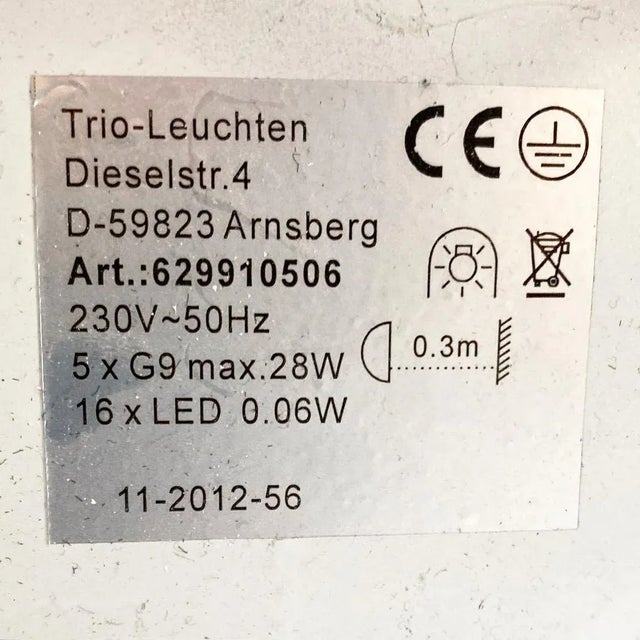 Trio-Leuchten
Dieselstr.4
D-59823 Arnsberg
Art.:629910506
230V~50Hz
5 x G9 max.28W
16 x LED 0.06W
11-2012-56
CE
0.3m